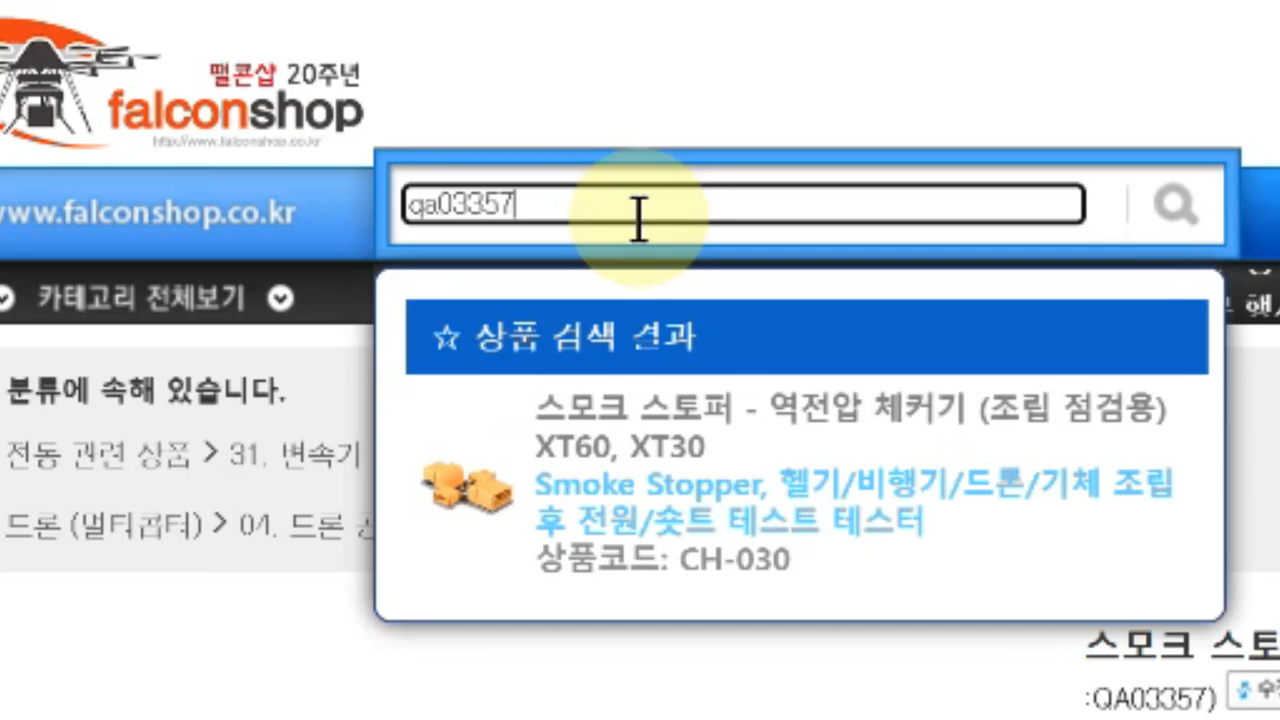 팰콘샵 20주년
falconshop
http://www.falconshop.co.kr
www.falconshop.co.kr
qa03357
카테고리 전체보기
☆ 상품 검색 결과
분류에 속해 있습니다.
스모크 스토퍼 - 역전압 체커기 (조립 점검용)
XT60, XT30
전동 관련 상품 > 31. 변속기
Smoke Stopper, 헬기/비행기/드론/기체 조립
후 전원/숏트 테스트 테스터
드론 (멀티콥터) > 04. 드론
상품코드: CH-030
스모크
:QA03357)